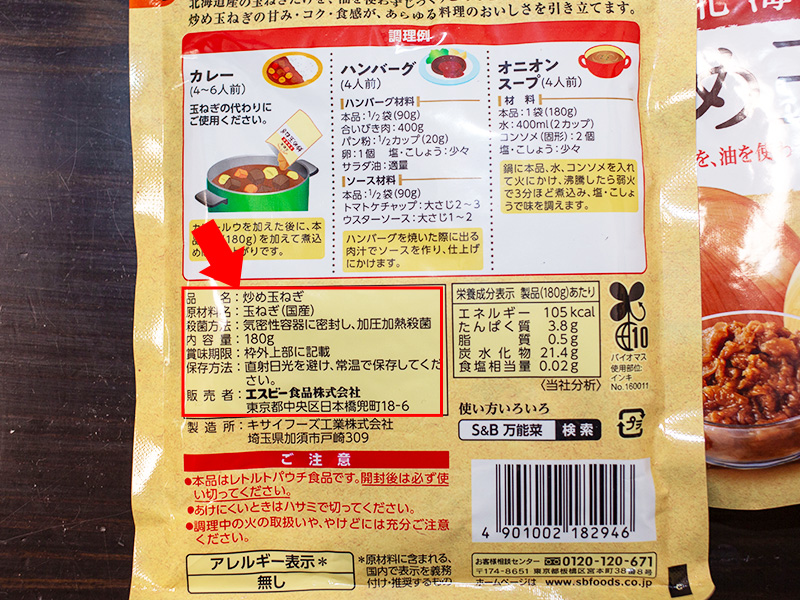 炒め玉ねぎの甘み・コク・食感が、あらゆる料理のおいしさを引き立てます。
調理例
カレー
(4～6人前)
玉ねぎの代わりに
ご使用ください。
ルウを加えた後に、本
(180g)を加えて煮込
がりです。
ハンバーグ
(4人前)
ハンバーグ材料
本品：1/2袋(90g)
合いびき肉：400g
パン粉：1/2カップ(20g)
卵：1個 塩・こしょう：少々
サラダ油：適量
ソース材料
本品：1/2袋(90g)
トマトケチャップ：大さじ2～3
ウスターソース：大さじ1～2
ハンバーグを焼いた際に出る
肉汁でソースを作り、仕上げ
にかけます。
オニオン
スープ(4人前)
材料
本品：1袋(180g)
水：400ml(2カップ)
コンソメ(固形)：2個
塩・こしょう：少々
鍋に本品、水、コンソメを入れ
て火にかけ、沸騰したら弱火
で3分ほど煮込み、塩・こしょ
うで味を調えます。
品名：炒め玉ねぎ
原材料名：玉ねぎ(国産)
殺菌方法：気密性容器に密封し、加圧加熱殺菌
内容量：180g
賞味期限：枠外上部に記載
保存方法：直射日光を避け、常温で保存してくだ
さい。
販売者：エスビー食品株式会社
東京都中央区日本橋兜町18-6
製造所：キサイフーズ工業株式会社
埼玉県加須市戸崎309
栄養成分表示 製品(180g)あたり
エネルギー 105kcal
たんぱく質 3.8g
脂質 0.5g
炭水化物 21.4g
食塩相当量 0.02g
〈当社分析〉
10
バイオマス
使用部位：
インキ
No.160011
使い方いろいろ
S&B 万能菜 検索
プラ
ご注意
●本品はレトルトパウチ食品です。開封後は必ず使
い切ってください。
●あけにくいときはハサミで切ってください。
●調理中の火の取扱いや、やけどには充分ご注意
ください。
アレルギー表示*
無し
*原材料に含まれる、
国内で表示を義務
付け・推奨するもの
4 901002 182946
お客様相談センター 0120-120-671
〒174-8651 東京都板橋区宮本町38番8号
ホームページは www.sbfoods.co.jp
北海
め
を、油を使わ